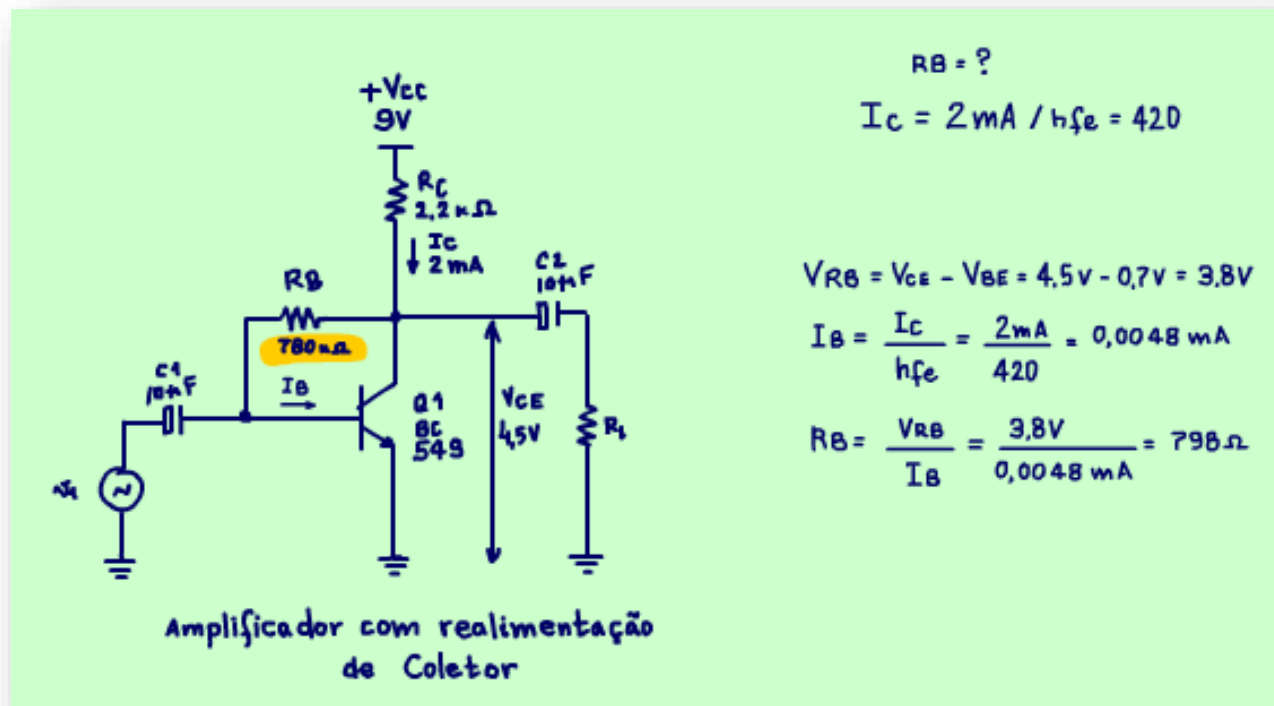 RB = ?
Ic = 2mA / hfe = 420
+Vcc
9V
Rc
2,2KΩ
Ic
2mA
C2
10µF
RB
780KΩ
C1
10µF
IB
Q1
BC
549
VCE
4,5V
RL
VRB = VCE - VBE = 4,5V - 0,7V = 3,8V
IB = Ic / hfe = 2mA / 420 = 0,0048 mA
RB = VRB / IB = 3,8V / 0,0048 mA = 798Ω
Amplificador com realimentação
de Coletor